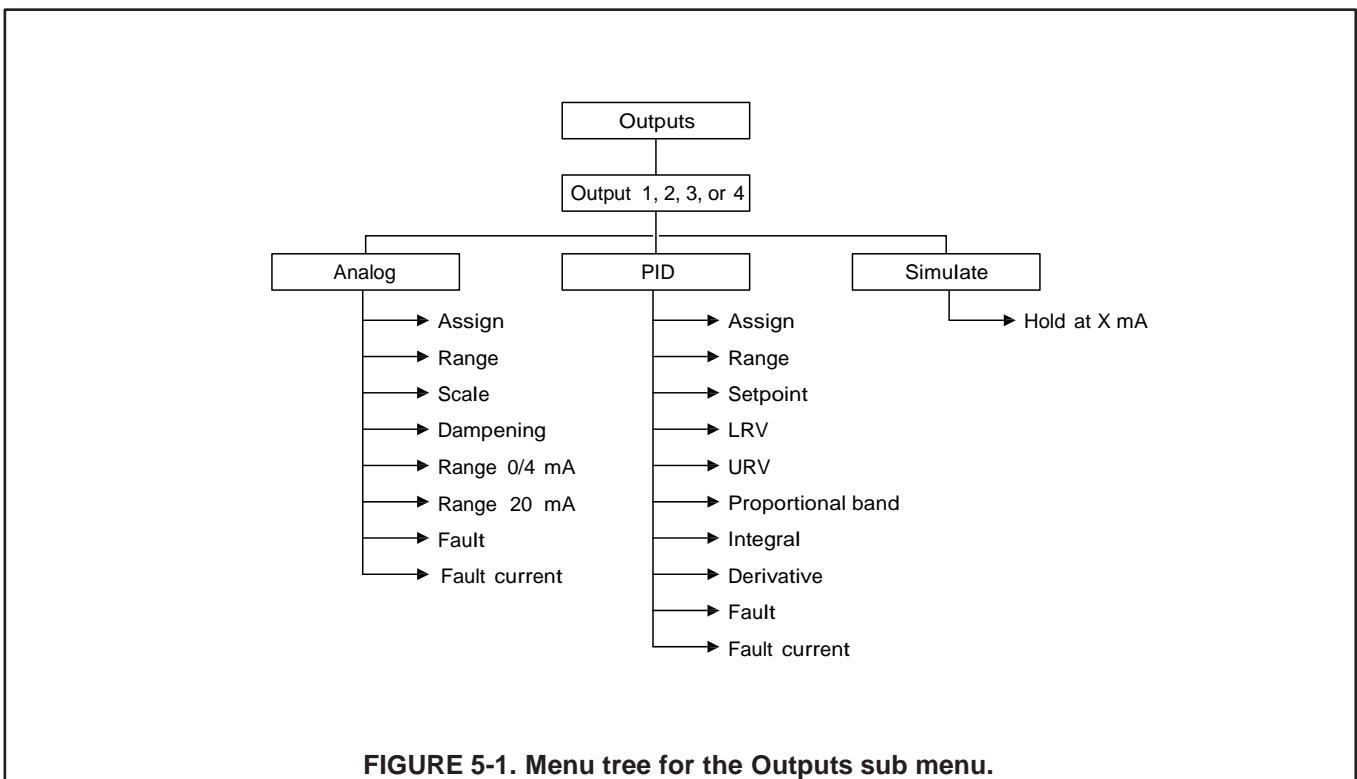 Outputs
Output 1, 2, 3, or 4
Analog
Assign
Range
Scale
Dampening
Range 0/4 mA
Range 20 mA
Fault
Fault current
PID
Assign
Range
Setpoint
LRV
URV
Proportional band
Integral
Derivative
Fault
Fault current
Simulate
Hold at X mA
FIGURE 5-1. Menu tree for the Outputs sub menu.